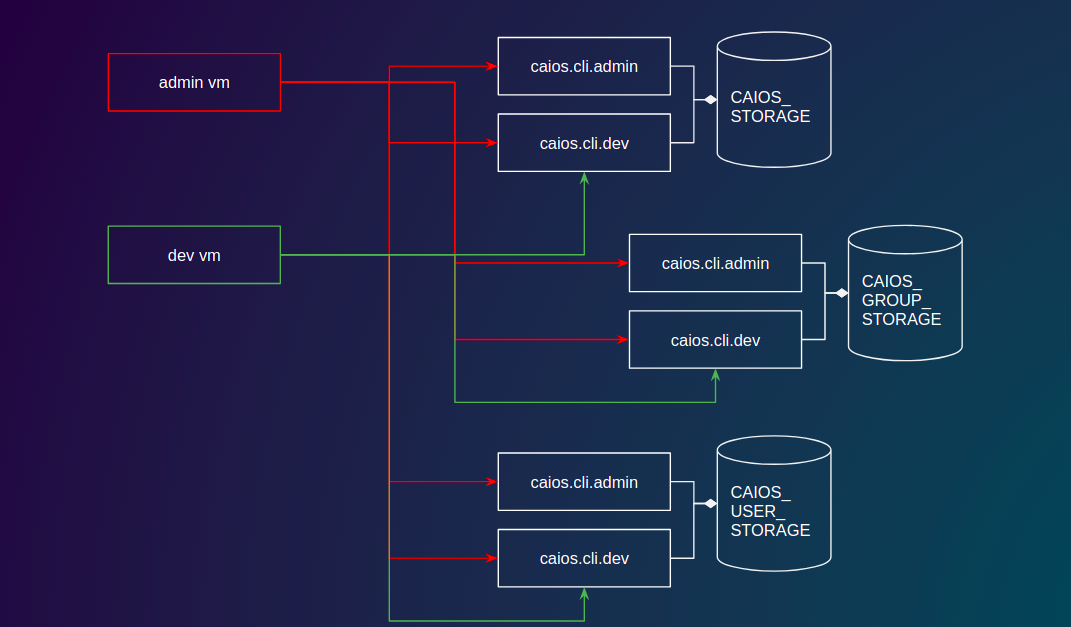 admin vm
caios.cli.admin
caios.cli.dev
CAIOS_
STORAGE
dev vm
caios.cli.admin
caios.cli.dev
CAIOS_
GROUP_
STORAGE
caios.cli.admin
caios.cli.dev
CAIOS_
USER_
STORAGE